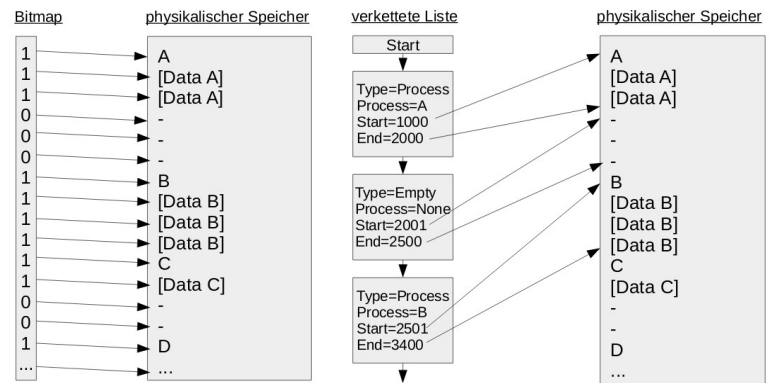 Bitmap
1
1
1
0
0
0
1
1
1
1
1
1
0
0
1
...
physikalischer Speicher
A
[Data A]
[Data A]
-
-
-
B
[Data B]
[Data B]
[Data B]
C
[Data C]
-
-
D
...
verkettete Liste
Start
Type=Process
Process=A
Start=1000
End=2000
Type=Empty
Process=None
Start=2001
End=2500
Type=Process
Process=B
Start=2501
End=3400
physikalischer Speicher
A
[Data A]
[Data A]
-
-
-
B
[Data B]
[Data B]
[Data B]
C
[Data C]
-
-
D
...